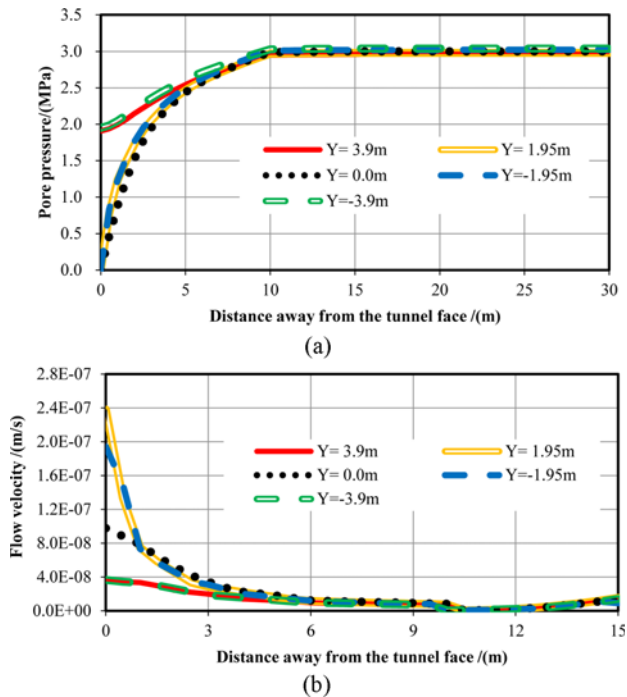 3.5
3.0
2.5
2.0
1.5
1.0
0.5
0.0
Pore pressure/(MPa)
Y= 3.9m
Y= 1.95m
Y= 0.0m
Y=-1.95m
Y=-3.9m
0 5 10 15 20 25 30
Distance away from the tunnel face /(m)
(a)
2.8E-07
2.4E-07
2.0E-07
1.6E-07
1.2E-07
8.0E-08
4.0E-08
0.0E+00
Flow velocity /(m/s)
Y= 3.9m
Y= 1.95m
Y= 0.0m
Y=-1.95m
Y=-3.9m
0 3 6 9 12 15
Distance away from the tunnel face /(m)
(b)